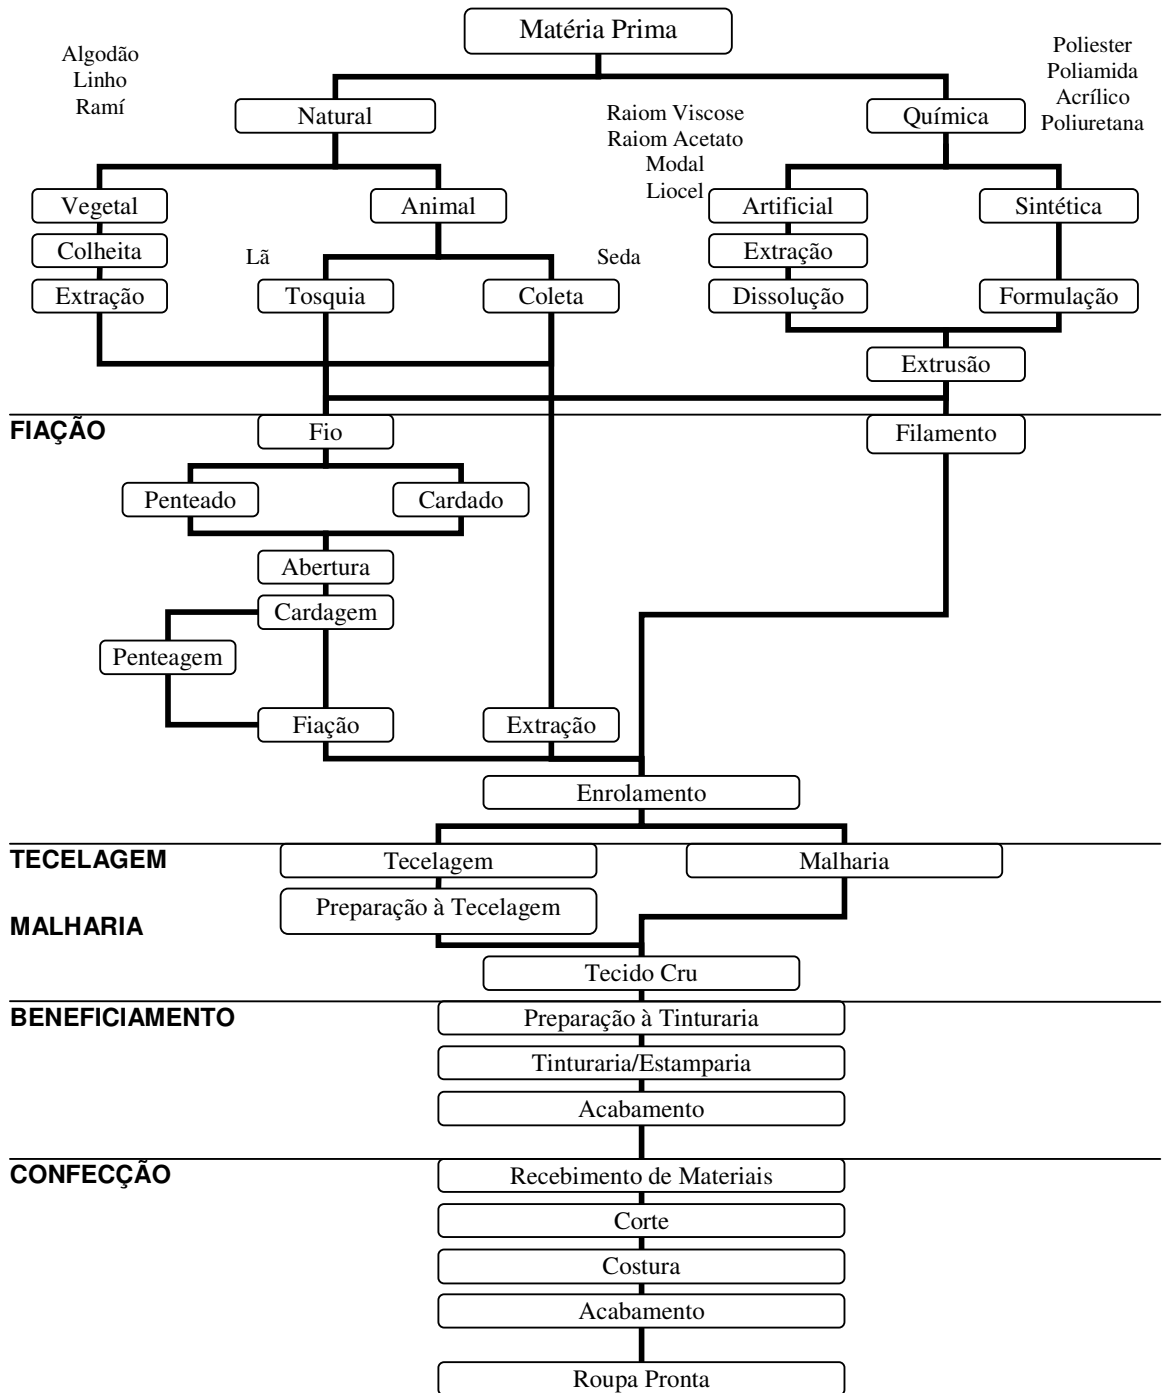 Matéria Prima
Algodão
Linho
Ramí
Poliester
Poliamida
Acrílico
Poliuretana
Natural
Raiom Viscose
Raiom Acetato
Modal
Liocel
Química
Vegetal
Animal
Artificial
Sintética
Colheita
Lã
Seda
Extração
Extração
Tosquia
Coleta
Dissolução
Formulação
Extrusão
FIAÇÃO
Fio
Filamento
Penteado
Cardado
Abertura
Cardagem
Penteagem
Fiação
Extração
Enrolamento
TECELAGEM
Tecelagem
Malharia
Preparação à Tecelagem
MALHARIA
Tecido Cru
BENEFICIAMENTO
Preparação à Tinturaria
Tinturaria/Estamparia
Acabamento
CONFECÇÃO
Recebimento de Materiais
Corte
Costura
Acabamento
Roupa Pronta